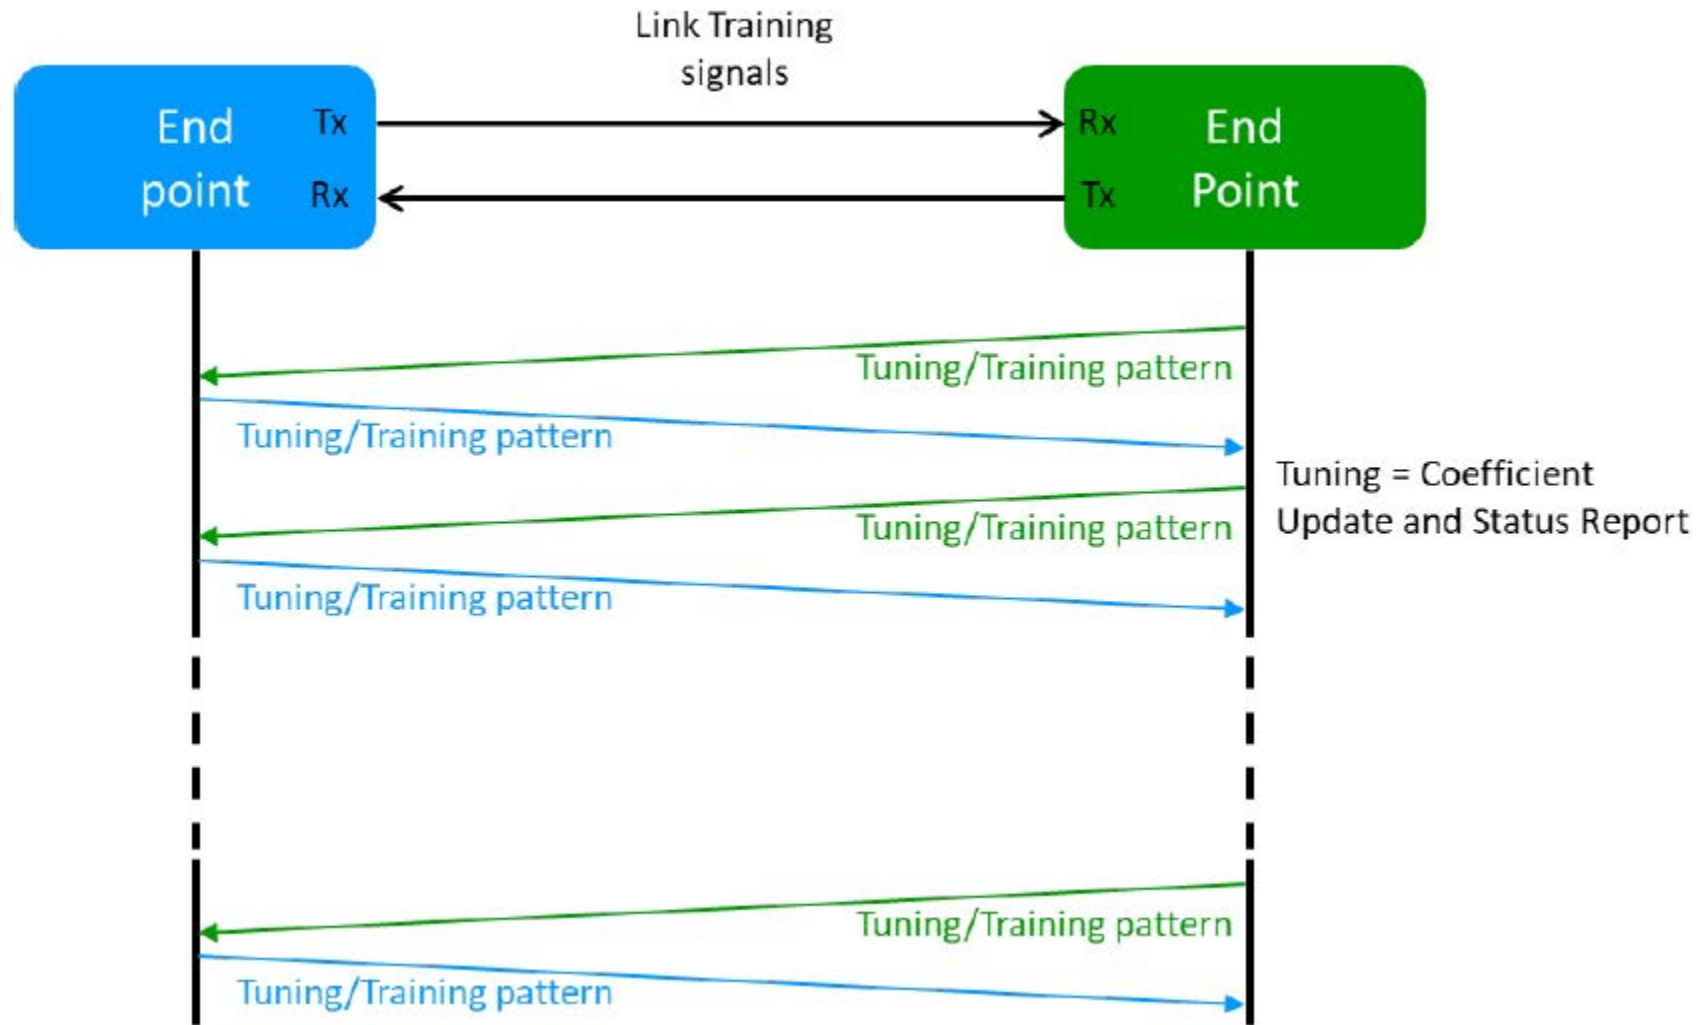 Link Training
signals
End
point
Tx
Rx
Rx
Tx
End
Point
Tuning/Training pattern
Tuning/Training pattern
Tuning = Coefficient
Update and Status Report
Tuning/Training pattern
Tuning/Training pattern
Tuning/Training pattern
Tuning/Training pattern